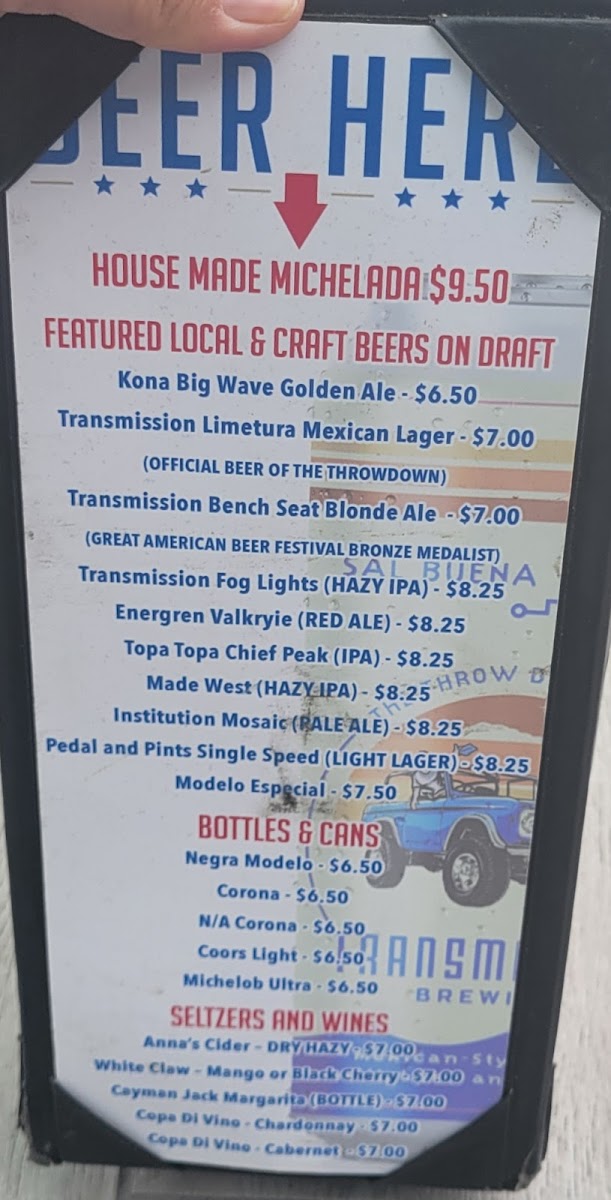 BEER HERE
HOUSE MADE MICHELADA $9.50
FEATURED LOCAL & CRAFT BEERS ON DRAFT
Kona Big Wave Golden Ale - $6.50
Transmission Limetura Mexican Lager - $7.00
(OFFICIAL BEER OF THE THROWDOWN)
Transmission Bench Seat Blonde Ale - $7.00
(GREAT AMERICAN BEER FESTIVAL BRONZE MEDALIST)
SAL BUENA
Transmission Fog Lights (HAZY IPA) - $8.25
Energren Valkryie (RED ALE) - $8.25
Topa Topa Chief Peak (IPA) - $8.25
THE THROW D
Made West (HAZY IPA) - $8.25
Institution Mosaic (PALE ALE) - $8.25
Pedal and Pints Single Speed (LIGHT LAGER) - $8.25
Modelo Especial - $7.50
BOTTLES & CANS
Negra Modelo - $6.50
Corona - $6.50
N/A Corona - $6.50
Coors Light - $6.50
TRANSMI
Michelob Ultra - $6.50
BREWI
SELTZERS AND WINES
Anna's Cider - DRY/HAZY - $7.00
can-Sty
White Claw - Mango or Black Cherry - $7.00
an
Cayman Jack Margarita (BOTTLE) - $7.00
Copa Di Vino - Chardonnay - $7.00
Copa Di Vino - Cabernet - $7.00